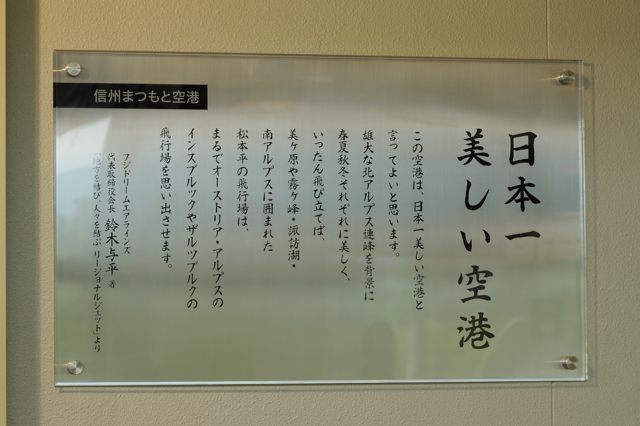 信州まつもと空港
日本一
美しい空港
この空港は、日本一美しい空港と
言ってよいと思います。
雄大な北アルプス連峰を背景に
春夏秋冬それぞれに美しく、
いったん飛び立てば、
美ヶ原や霧ヶ峰・諏訪湖・
南アルプスに囲まれた
松本平の飛行場は、
まるでオーストリア・アルプスの
インスブルックやザルツブルクの
飛行場を思い出させます。
フジドリームエアラインズ
代表取締役会長 鈴木与平 著
「地方を結び、人々を結ぶ リージョナルジェット」より